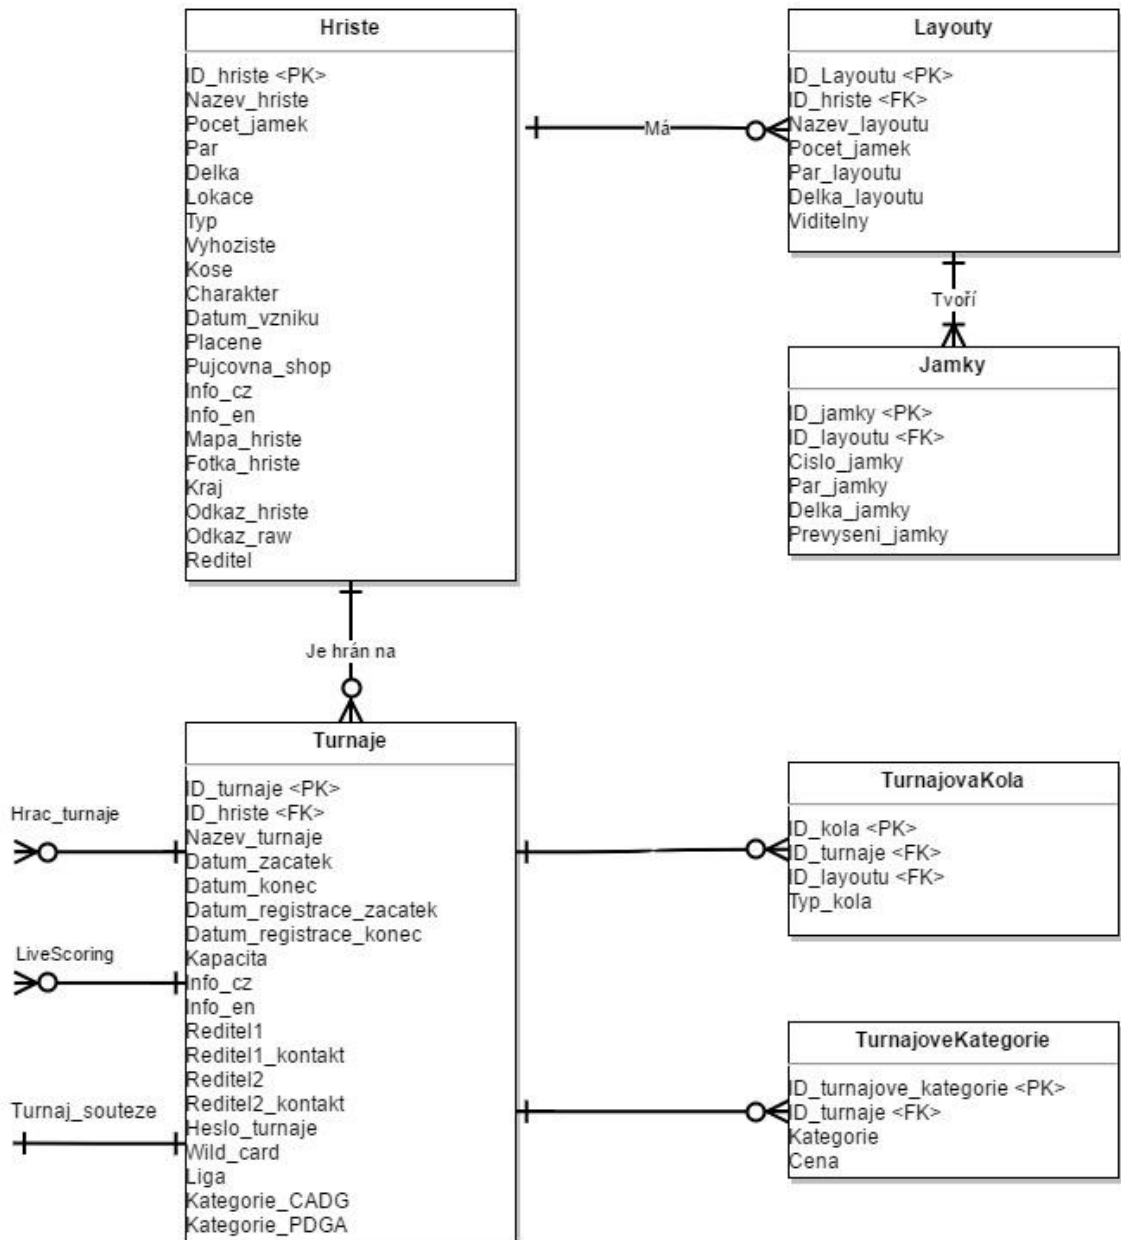 Hriste
ID_hriste <PK>
Nazev_hriste
Pocet_jamek
Par
Delka
Lokace
Typ
Vyhoziste
Kose
Charakter
Datum_vzniku
Placene
Pujcovna_shop
Info_cz
Info_en
Mapa_hriste
Fotka_hriste
Kraj
Odkaz_hriste
Odkaz_raw
Reditel
Má
Layouty
ID_Layoutu <PK>
ID_hriste <FK>
Nazev_layoutu
Pocet_jamek
Par_layoutu
Delka_layoutu
Viditelny
Tvoří
Jamky
ID_jamky <PK>
ID_layoutu <FK>
Cislo_jamky
Par_jamky
Delka_jamky
Prevyseni_jamky
Je hrán na
Hrac_turnaje
LiveScoring
Turnaj_souteze
Turnaje
ID_turnaje <PK>
ID_hriste <FK>
Nazev_turnaje
Datum_zacatek
Datum_konec
Datum_registrace_zacatek
Datum_registrace_konec
Kapacita
Info_cz
Info_en
Reditel1
Reditel1_kontakt
Reditel2
Reditel2_kontakt
Heslo_turnaje
Wild_card
Liga
Kategorie_CADG
Kategorie_PDGA
TurnajovaKola
ID_kola <PK>
ID_turnaje <FK>
ID_layoutu <FK>
Typ_kola
TurnajoveKategorie
ID_turnajove_kategorie <PK>
ID_turnaje <FK>
Kategorie
Cena